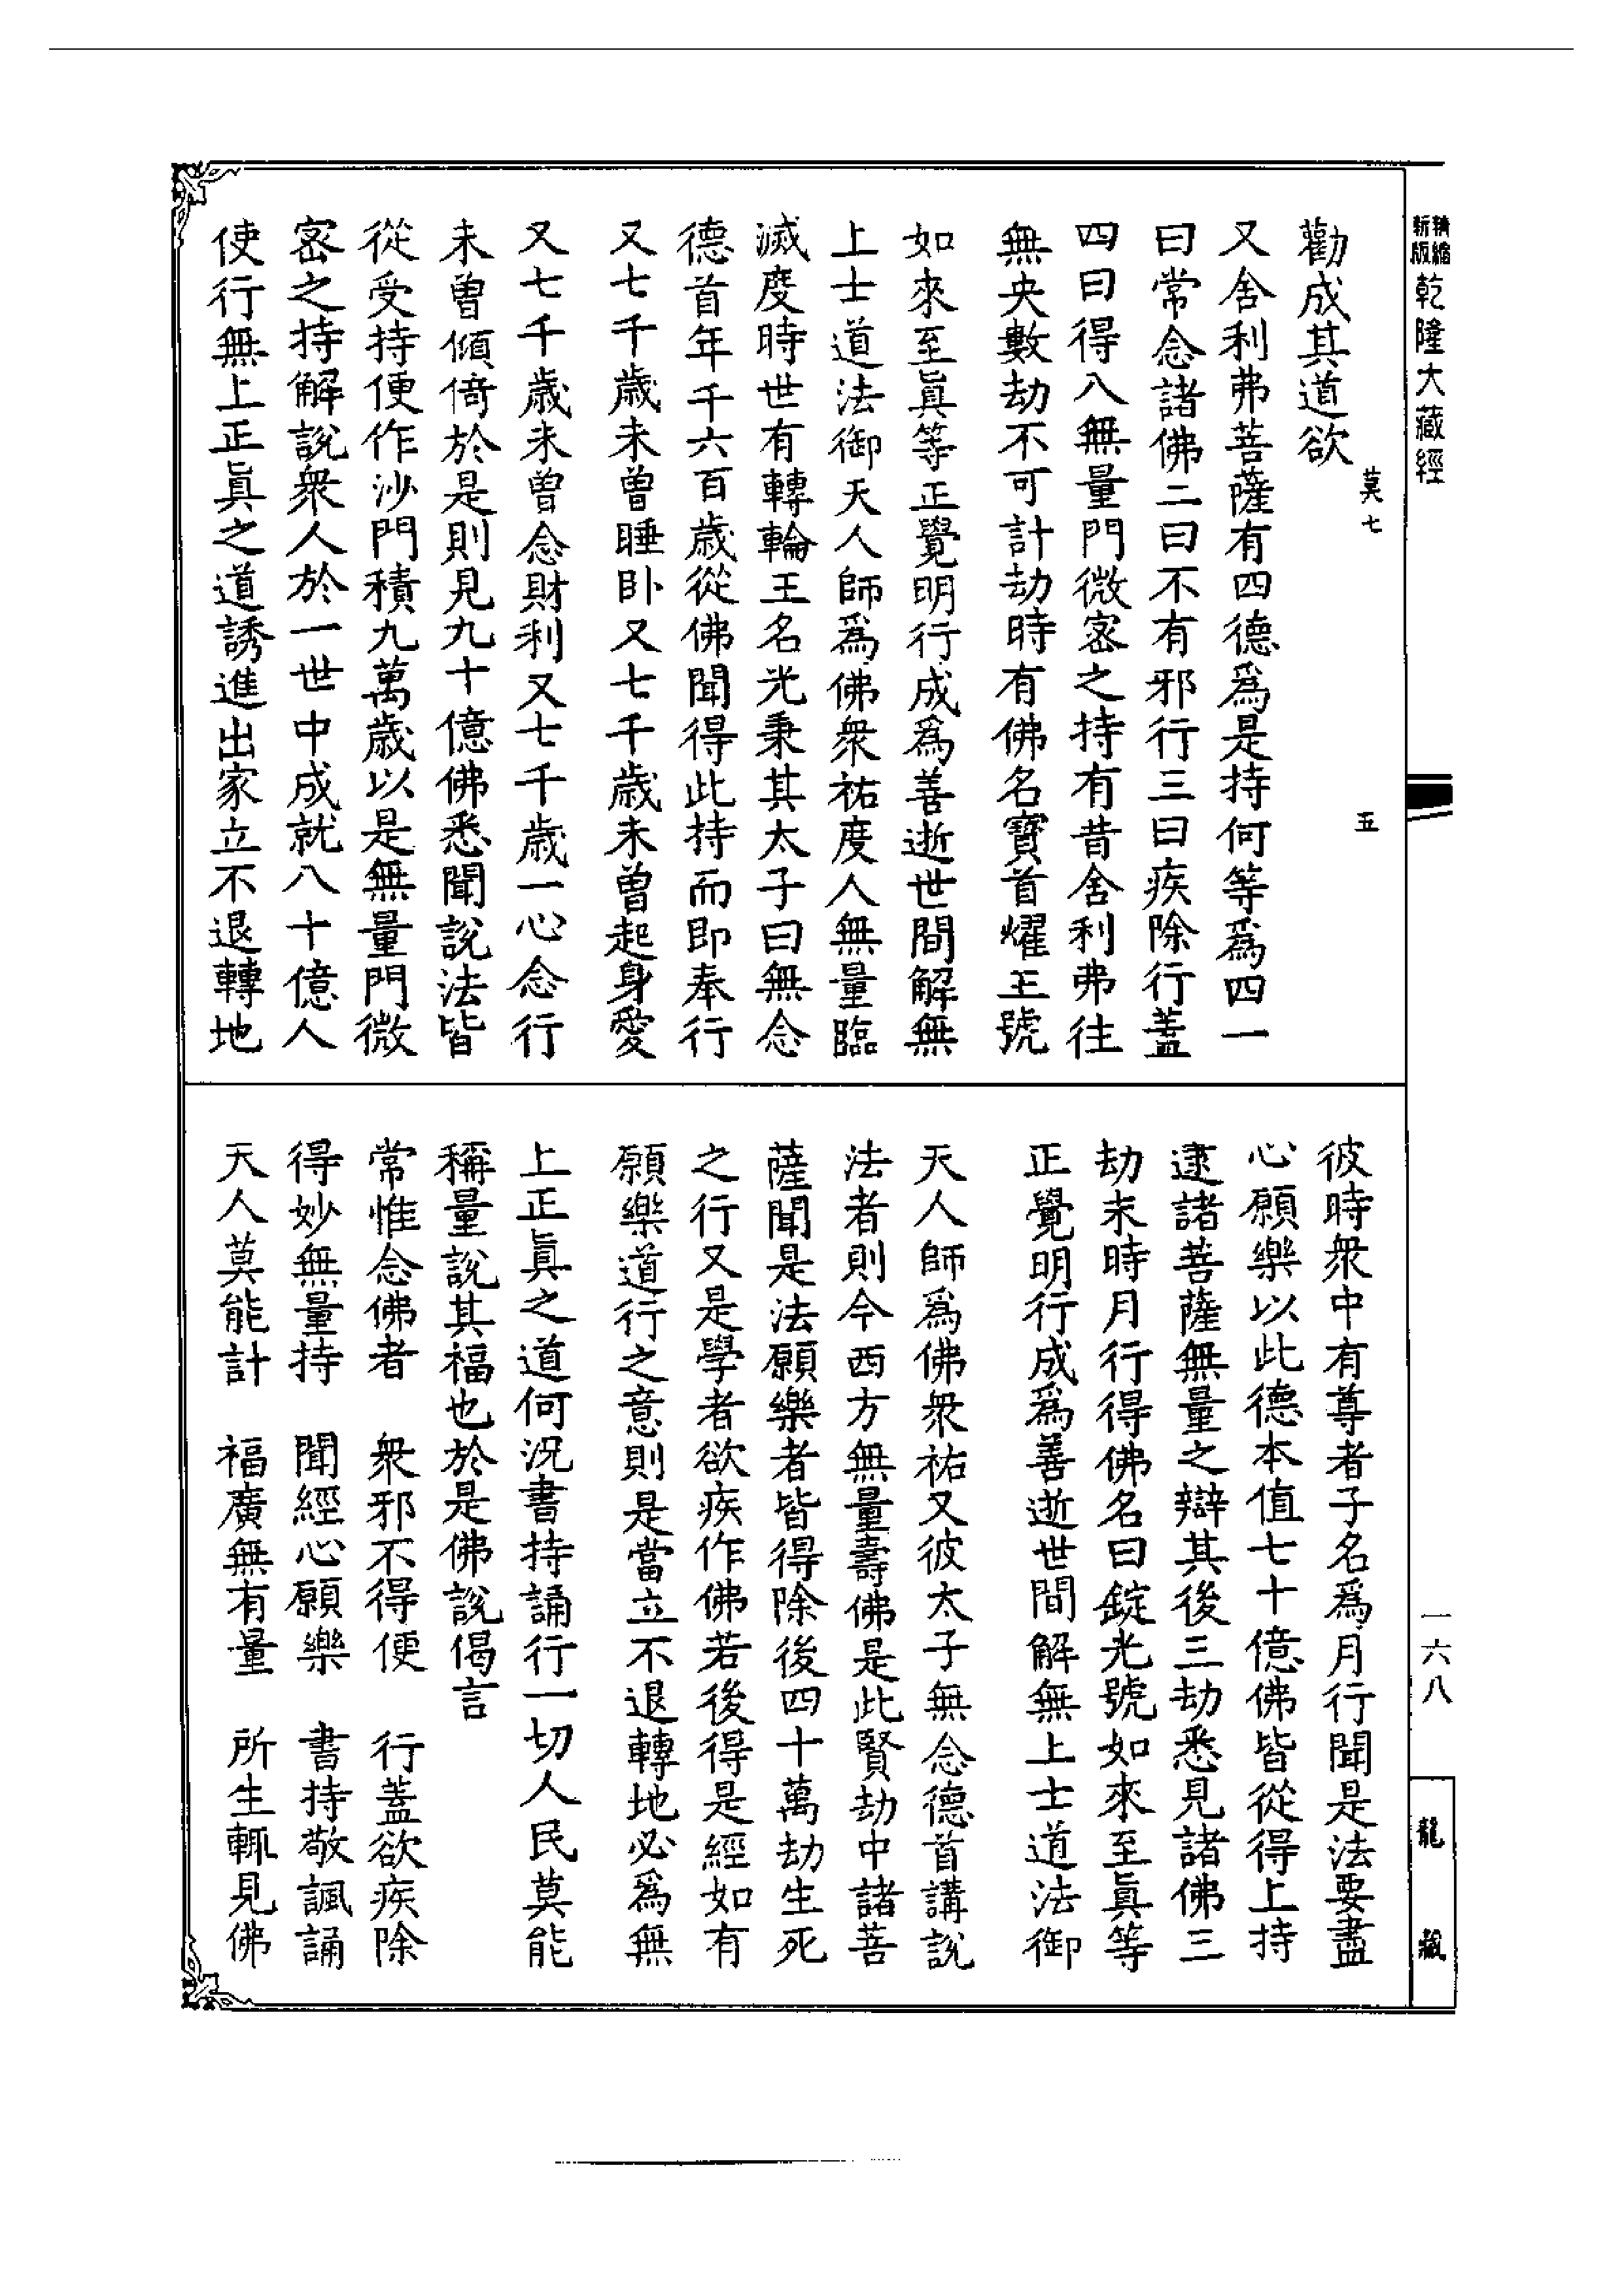 精縮新版乾隆大藏經
一六八
龍藏
莫七 五
勸成其道欲
又舍利弗菩薩有四德爲是持何等爲四一
曰常念諸佛二曰不有邪行三曰疾除行蓋
四曰得八無量門微密之持有昔舍利弗往
無央數劫不可計劫時有佛名寶首燿王號
如來至眞等正覺明行成爲善逝世間解無
上士道法御天人師爲佛衆祐度人無量臨
滅度時世有轉輪王名光秉其太子曰無念
德首年千六百歲從佛聞得此持而即奉行
又七千歲未曾睡臥又七千歲未曾起身愛
又七千歲未曾念財利又七千歲一心念行
未曾傾倚於是則見九十億佛悉聞說法皆
從受持便作沙門積九萬歲以是無量門微
密之持解說衆人於一世中成就八十億人
使行無上正眞之道誘進出家立不退轉地
彼時衆中有尊者子名爲月行聞是法要盡
心願樂以此德本值七十億佛皆從得上持
逮諸菩薩無量之辯其後三劫悉見諸佛三
劫未時月行得佛名曰錠光號如來至眞等
正覺明行成爲善逝世間解無上士道法御
天人師爲佛衆祐又彼太子無念德首講說
法者則今西方無量壽佛是此賢劫中諸菩
薩聞是法願樂者皆得除後四十萬劫生死
之行又是學者欲疾作佛若後得是經如有
願樂道行之意則是當立不退轉地必爲無
上正眞之道何況書持誦行一切人民莫能
稱量說其福也於是佛說偈言
常惟念佛者 衆邪不得便 行蓋欲疾除
得妙無量持 聞經心願樂 書持敬諷誦
天人莫能計 福廣無有量 所生輒見佛